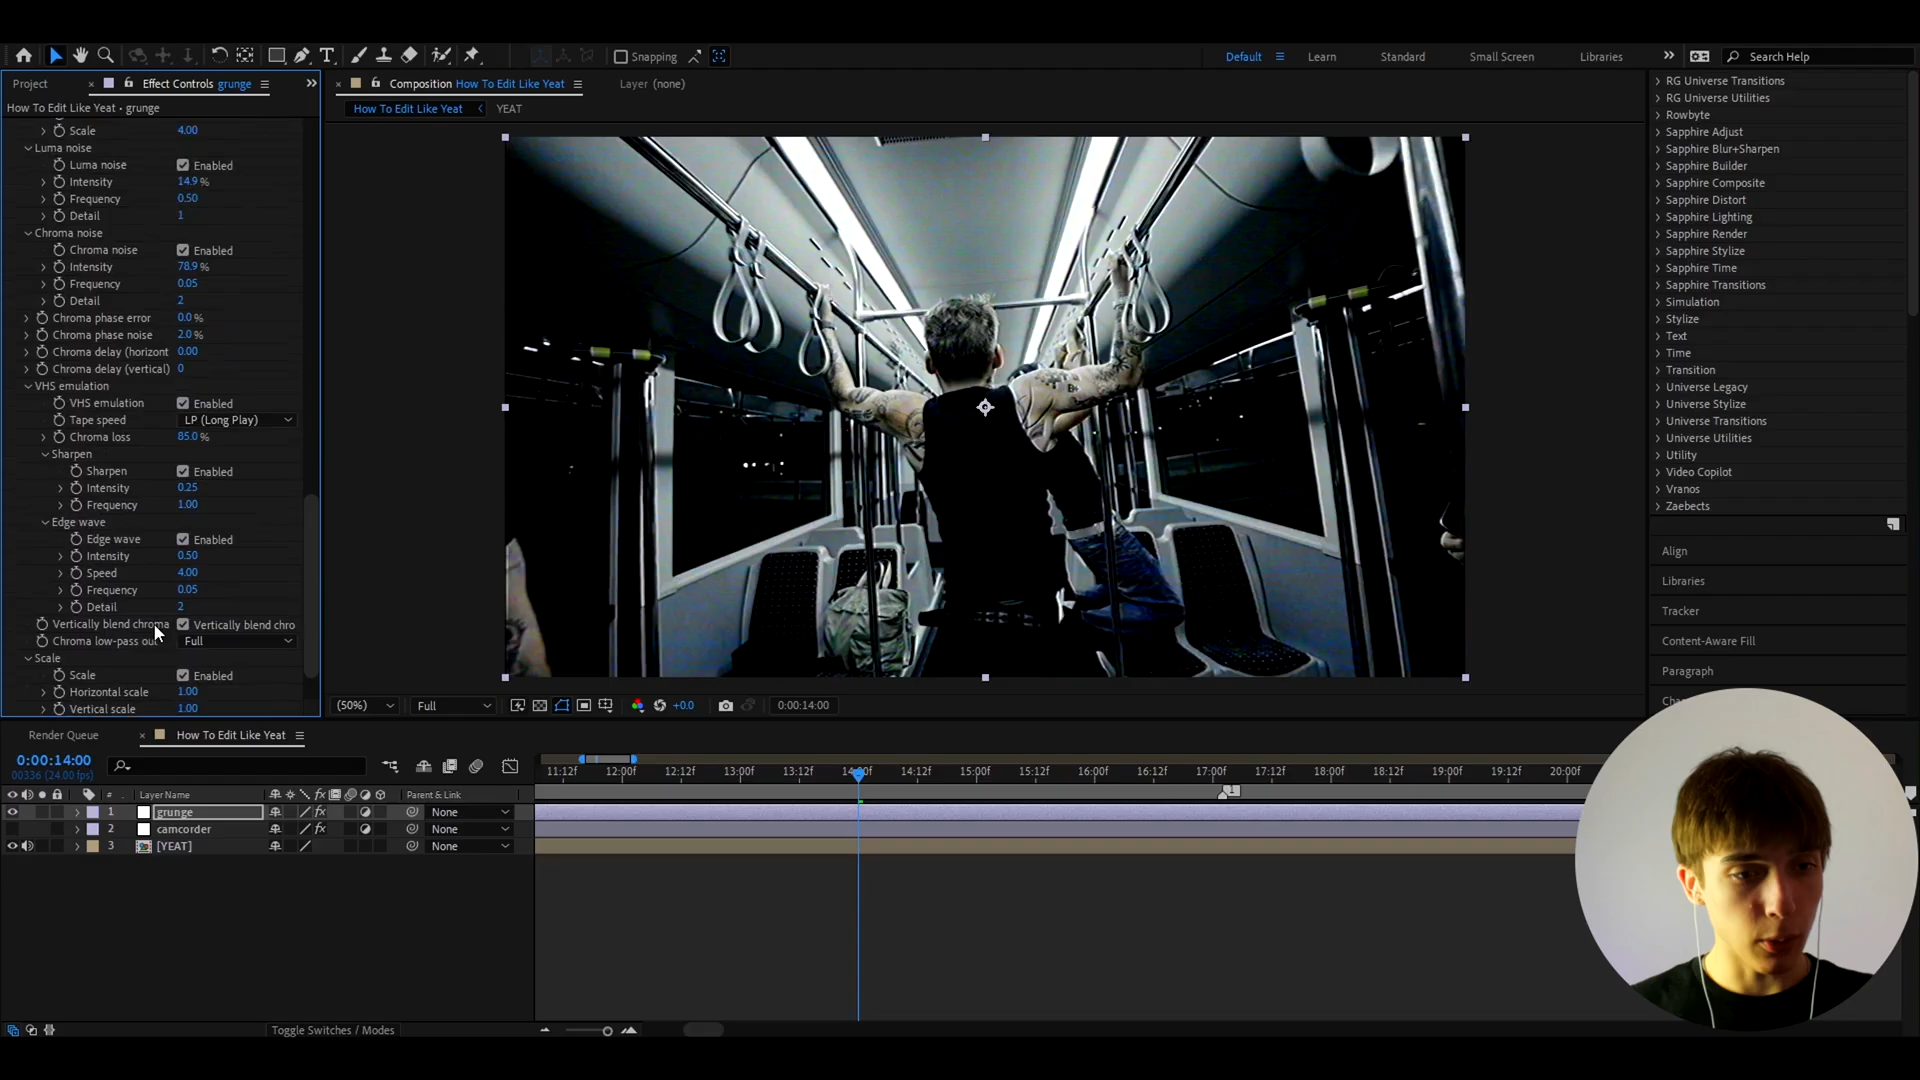 Snapping
Default
Learn
Standard
Small Screen
Libraries
Search Help
Project
Effect Controls grunge
Composition How To Edit Like Yeat
Layer (none)
How To Edit Like Yeat • grunge
How To Edit Like Yeat
YEAT
Scale 4.00
Luma noise
Luma noise Enabled
Intensity 14.9 %
Frequency 0.50
Detail 1
Chroma noise
Chroma noise Enabled
Intensity 78.9 %
Frequency 0.05
Detail 2
Chroma phase error 0.0 %
Chroma phase noise 2.0 %
Chroma delay (horizont 0.00
Chroma delay (vertical) 0
VHS emulation
VHS emulation Enabled
Tape speed LP (Long Play)
Chroma loss 85.0 %
Sharpen
Sharpen Enabled
Intensity 0.25
Frequency 1.00
Edge wave
Edge wave Enabled
Intensity 0.50
Speed 4.00
Frequency 0.05
Detail 2
Vertically blend chroma Vertically blend chro
Chroma low-pass ou Full
Scale
Scale Enabled
Horizontal scale 1.00
Vertical scale 1.00
(50%)
Full
+0.0
0:00:14:00
RG Universe Transitions
RG Universe Utilities
Rowbyte
Sapphire Adjust
Sapphire Blur+Sharpen
Sapphire Builder
Sapphire Composite
Sapphire Distort
Sapphire Lighting
Sapphire Render
Sapphire Stylize
Sapphire Time
Sapphire Transitions
Simulation
Stylize
Text
Time
Transition
Universe Legacy
Universe Stylize
Universe Transitions
Universe Utilities
Utility
Video Copilot
Vranos
Zaebects
Align
Libraries
Tracker
Content-Aware Fill
Paragraph
Render Queue
How To Edit Like Yeat
0:00:14:00
00336 (24.00 fps)
# Layer Name Parent & Link
1 grunge None
2 camcorder None
3 [YEAT] None
11:12f 12:00f 12:12f 13:00f 13:12f 14:00f 14:12f 15:00f 15:12f 16:00f 16:12f 17:00f 17:12f 18:00f 18:12f 19:00f 19:12f 20:00f
1
Toggle Switches / Modes